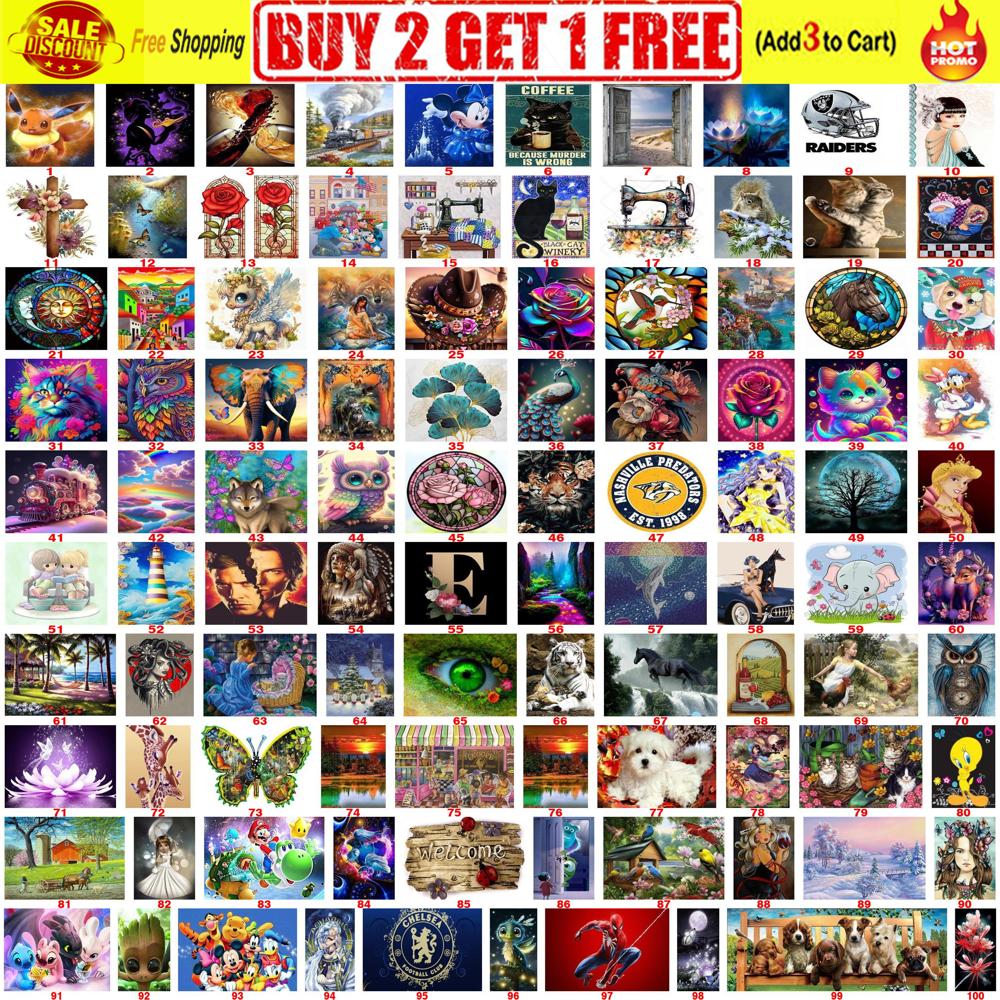 SALE
DISCOUNT
Free Shopping
BUY 2 GET 1 FREE
(Add 3 to Cart)
HOT
PROMO
COFFEE
BECAUSE MURDER
IS WRONG
RAIDERS
1 2 3 4 5 6 7 8 9 10
BLACK CAT
WINERY
11 12 13 14 15 16 17 18 19 20
21 22 23 24 25 26 27 28 29 30
31 32 33 34 35 36 37 38 39 40
NASHVILLE PREDATORS
EST. 1998
41 42 43 44 45 46 47 48 49 50
E
51 52 53 54 55 56 57 58 59 60
61 62 63 64 65 66 67 68 69 70
71 72 73 74 75 76 77 78 79 80
Welcome
81 82 83 84 85 86 87 88 89 90
CHELSEA
FOOTBALL CLUB
91 92 93 94 95 96 97 98 99 100